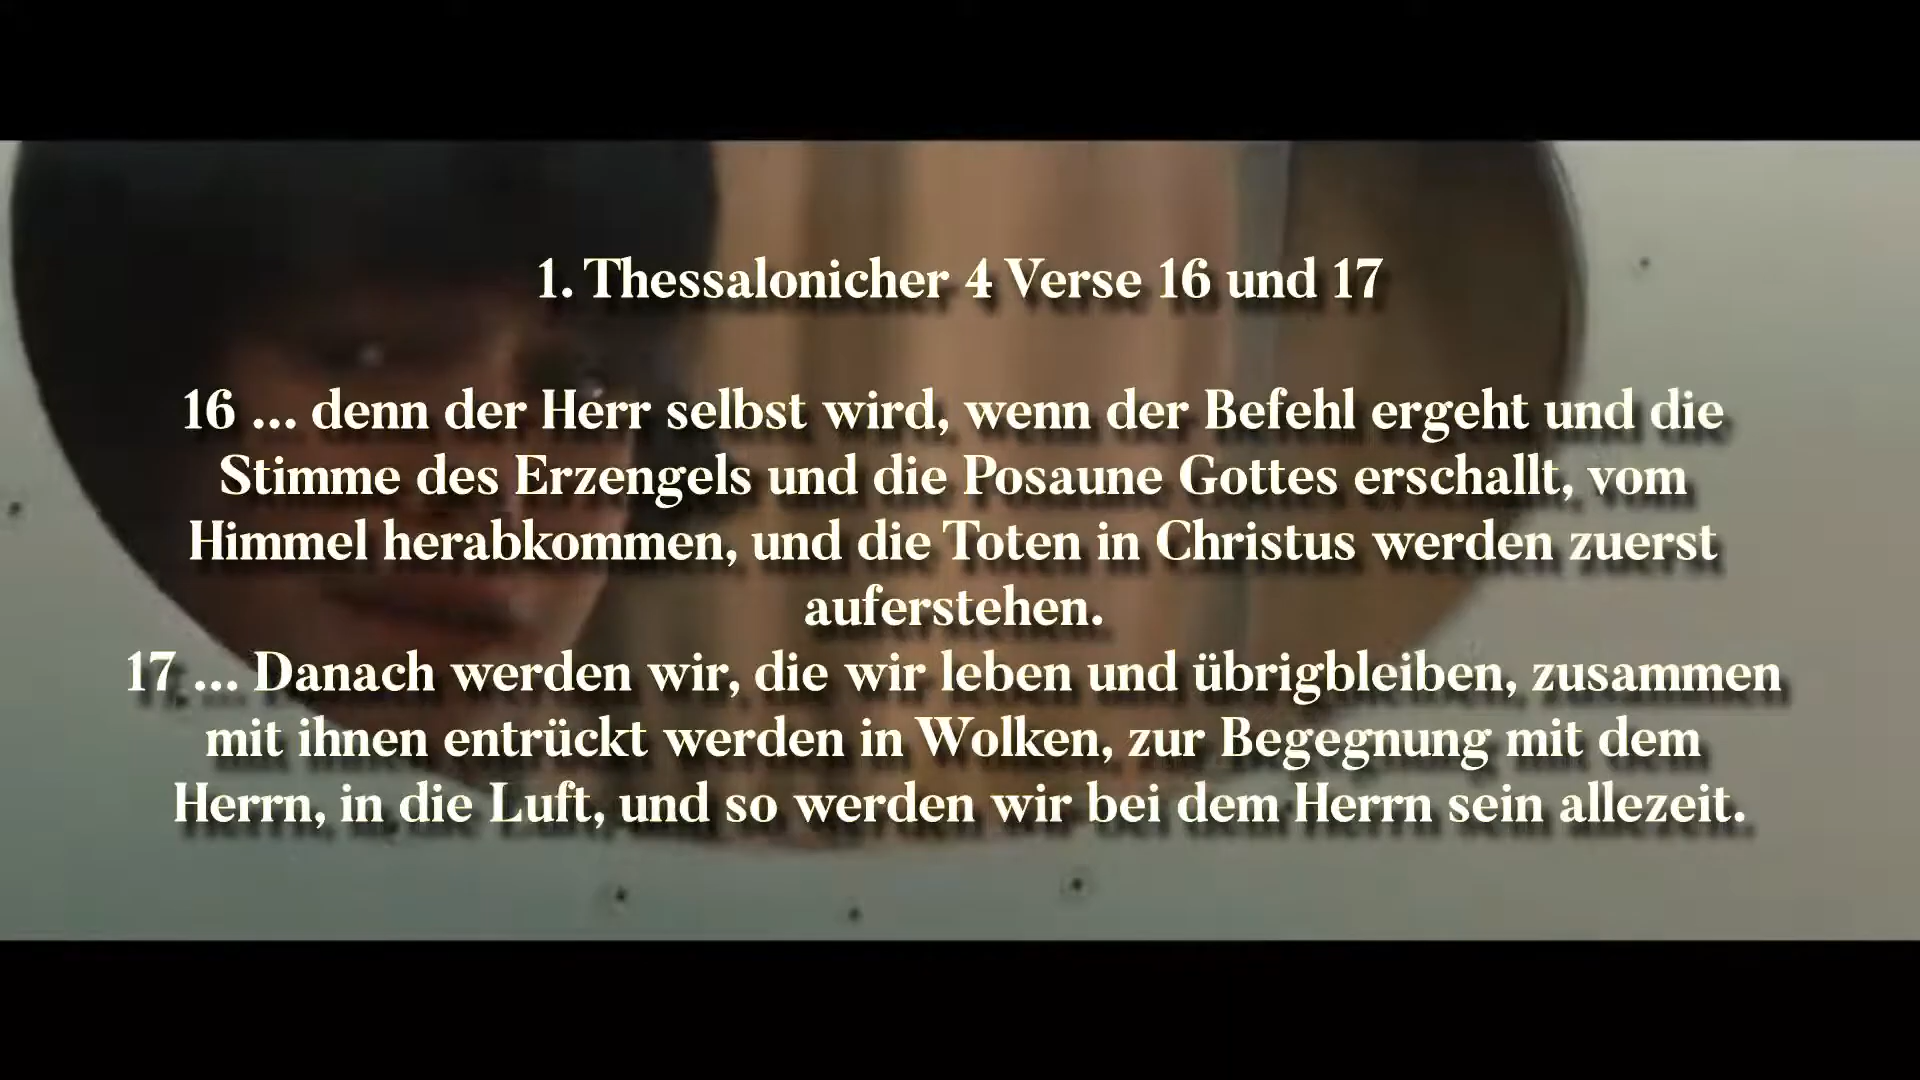 1. Thessalonicher 4 Verse 16 und 17
16 ... denn der Herr selbst wird, wenn der Befehl ergeht und die
Stimme des Erzengels und die Posaune Gottes erschallt, vom
Himmel herabkommen, und die Toten in Christus werden zuerst
auferstehen.
17 ... Danach werden wir, die wir leben und übrigbleiben, zusammen
mit ihnen entrückt werden in Wolken, zur Begegnung mit dem
Herrn, in die Luft, und so werden wir bei dem Herrn sein allezeit.